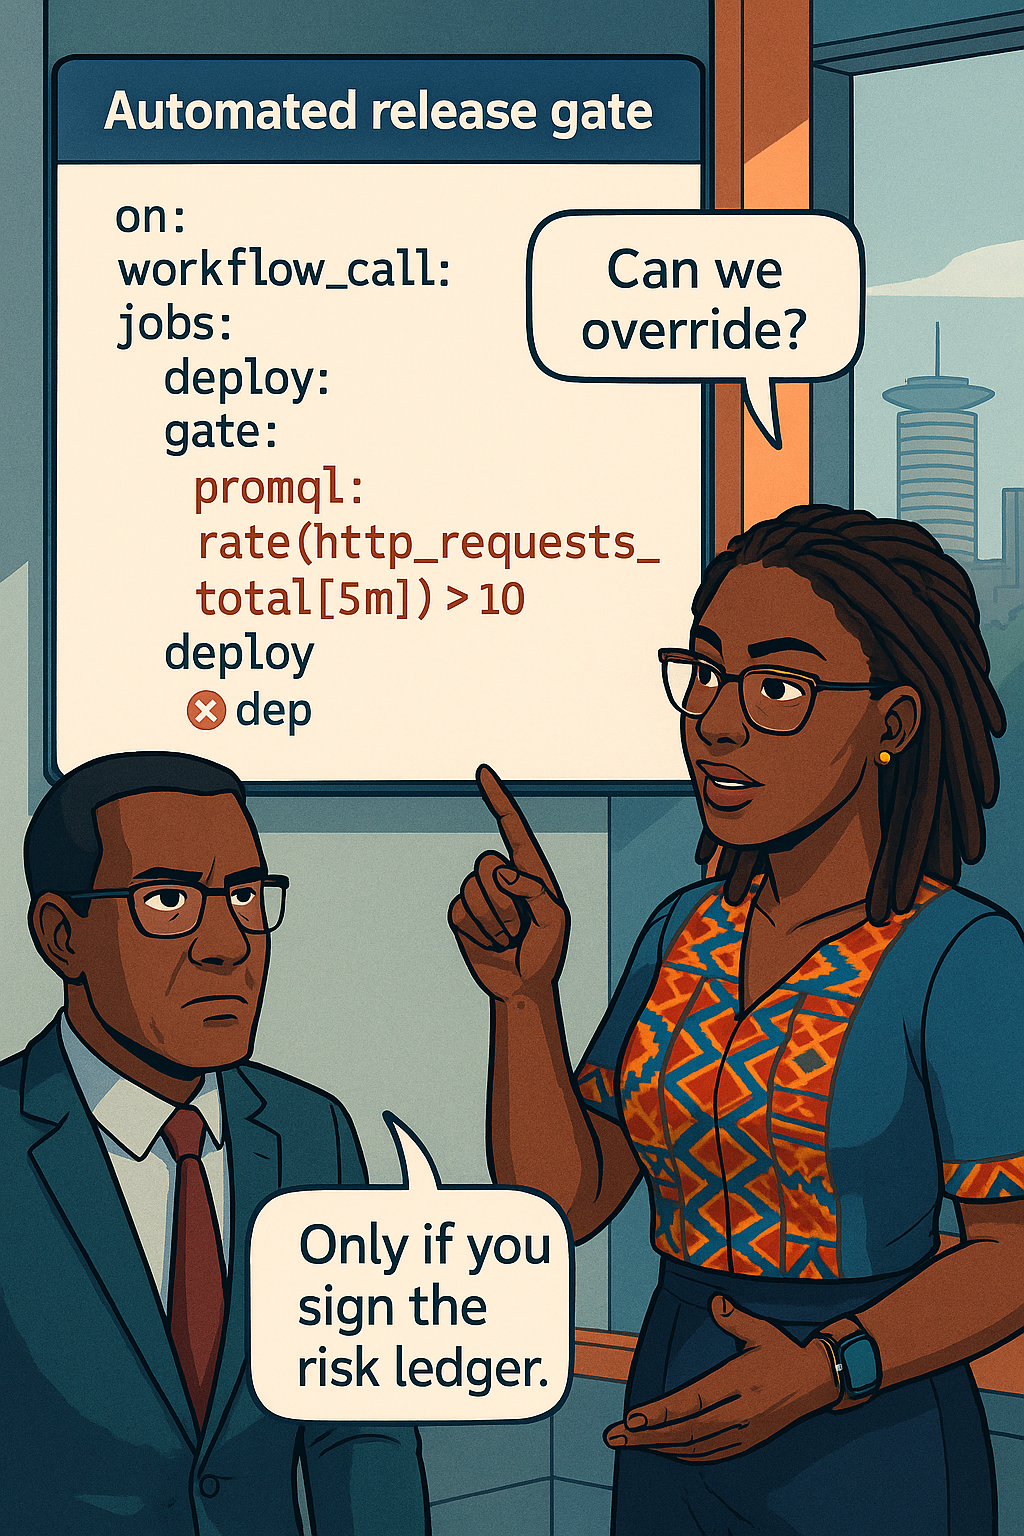 Automated release gate
on:
workflow_call:
jobs:
deploy:
gate:
promql:
rate(http_requests_
total[5m]) > 10
deploy
dep
Can we
override?
Only if you
sign the
risk ledger.